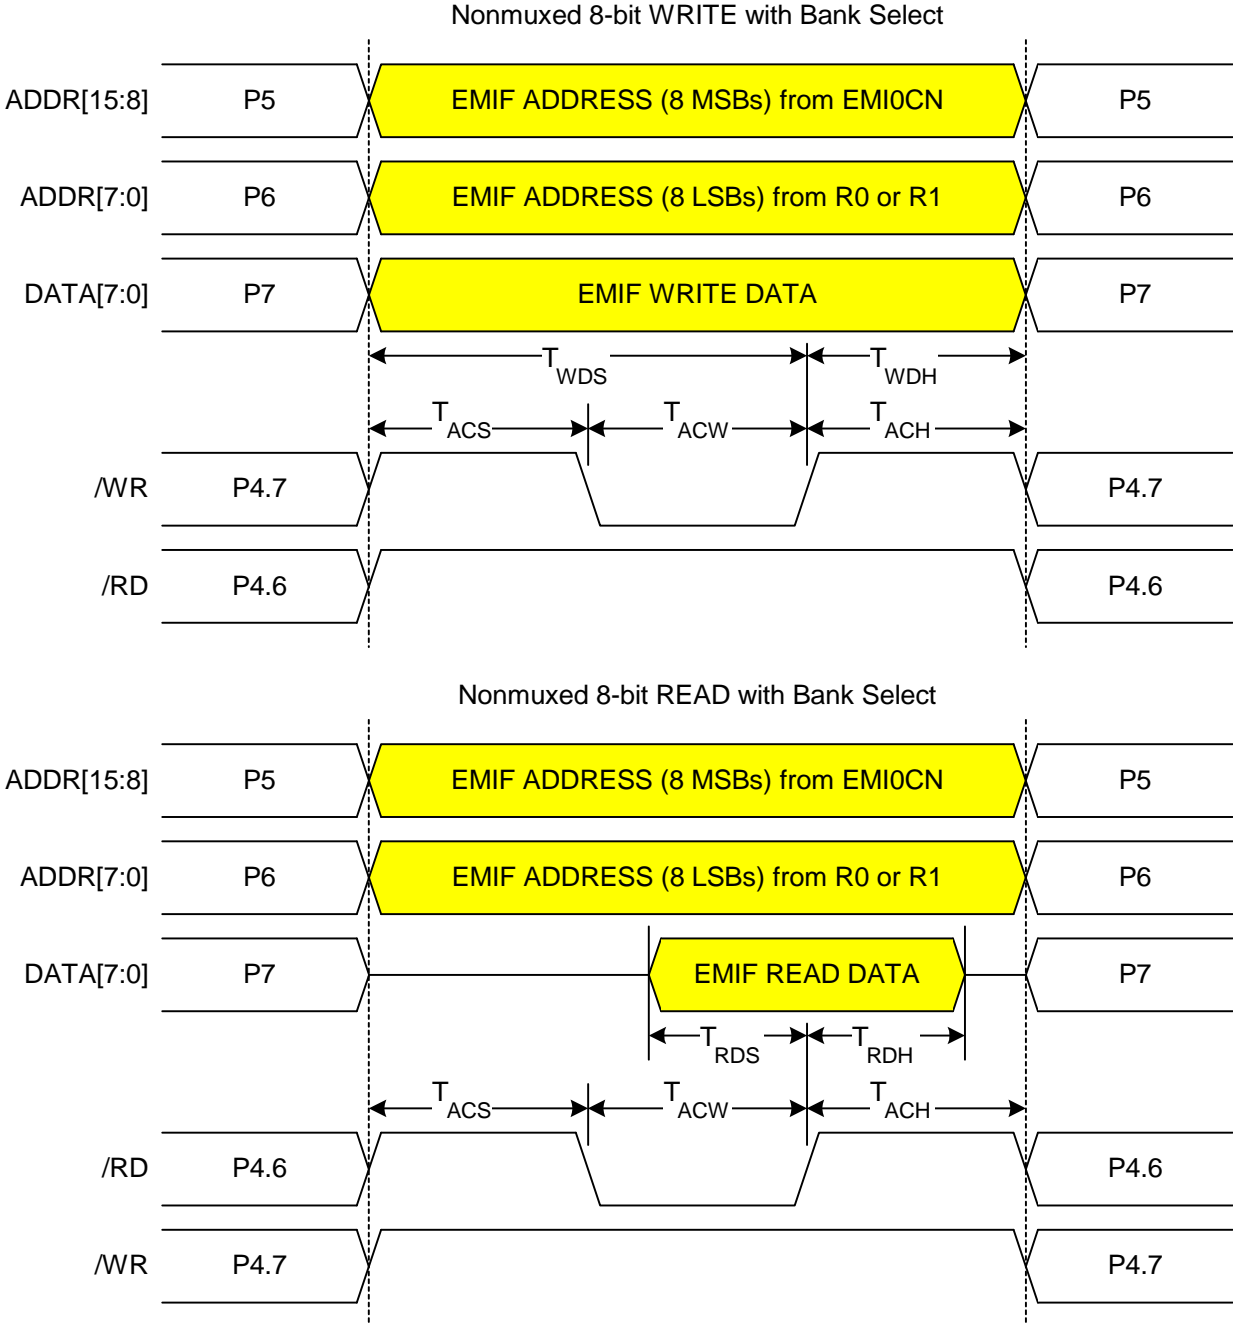 Nonmuxed 8-bit WRITE with Bank Select
ADDR[15:8] P5 EMIF ADDRESS (8 MSBs) from EMI0CN P5
ADDR[7:0] P6 EMIF ADDRESS (8 LSBs) from R0 or R1 P6
DATA[7:0] P7 EMIF WRITE DATA P7
TWDS TWDH
TACS TACW TACH
/WR P4.7 P4.7
/RD P4.6 P4.6
Nonmuxed 8-bit READ with Bank Select
ADDR[15:8] P5 EMIF ADDRESS (8 MSBs) from EMI0CN P5
ADDR[7:0] P6 EMIF ADDRESS (8 LSBs) from R0 or R1 P6
DATA[7:0] P7 EMIF READ DATA P7
TRDS TRDH
TACS TACW TACH
/RD P4.6 P4.6
/WR P4.7 P4.7